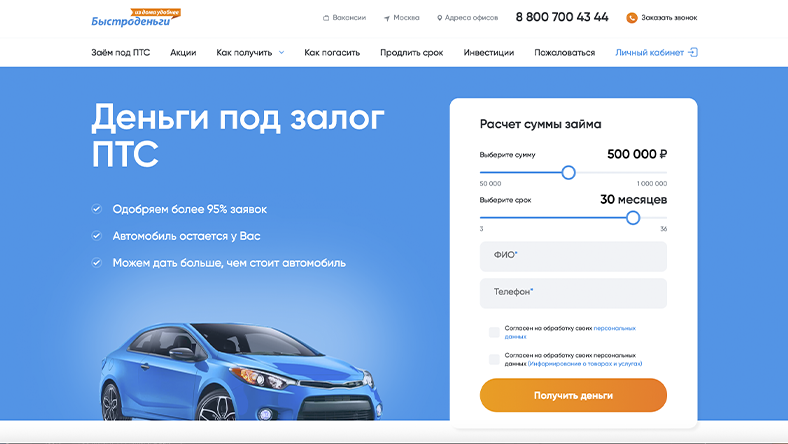 из дома удобнее
Быстроденьги
Вакансии
Москва
Адреса офисов
8 800 700 43 44
Заказать звонок
Заём под ПТС
Акции
Как получить
Как погасить
Продлить срок
Инвестиции
Пожаловаться
Личный кабинет
Деньги под залог
ПТС
Одобряем более 95% заявок
Автомобиль остается у Вас
Можем дать больше, чем стоит автомобиль
Расчет суммы займа
Выберите сумму
500 000 ₽
50 000
1 000 000
Выберите срок
30 месяцев
3
36
ФИО*
Телефон*
Согласен на обработку своих персональных
данных
Согласен на обработку своих персональных
данных (Информирование о товарах и услугах)
Получить деньги